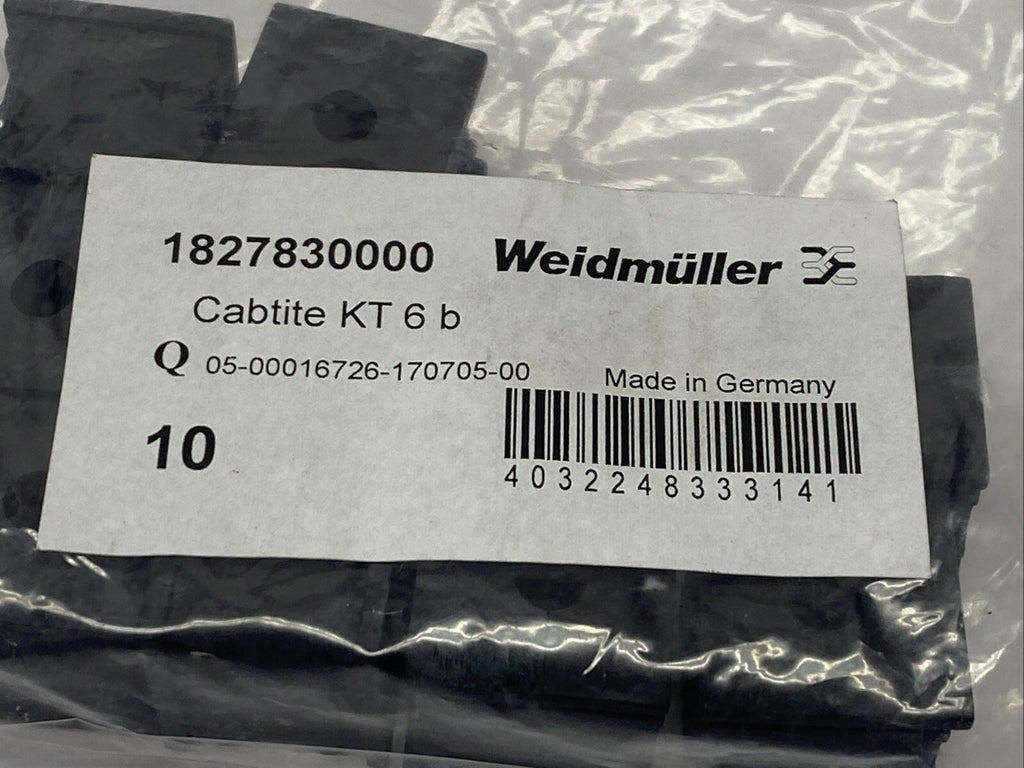 1827830000 Weidmüller
Cabtite KT 6 b
Q 05-00016726-170705-00
Made in Germany
10
4032248333141